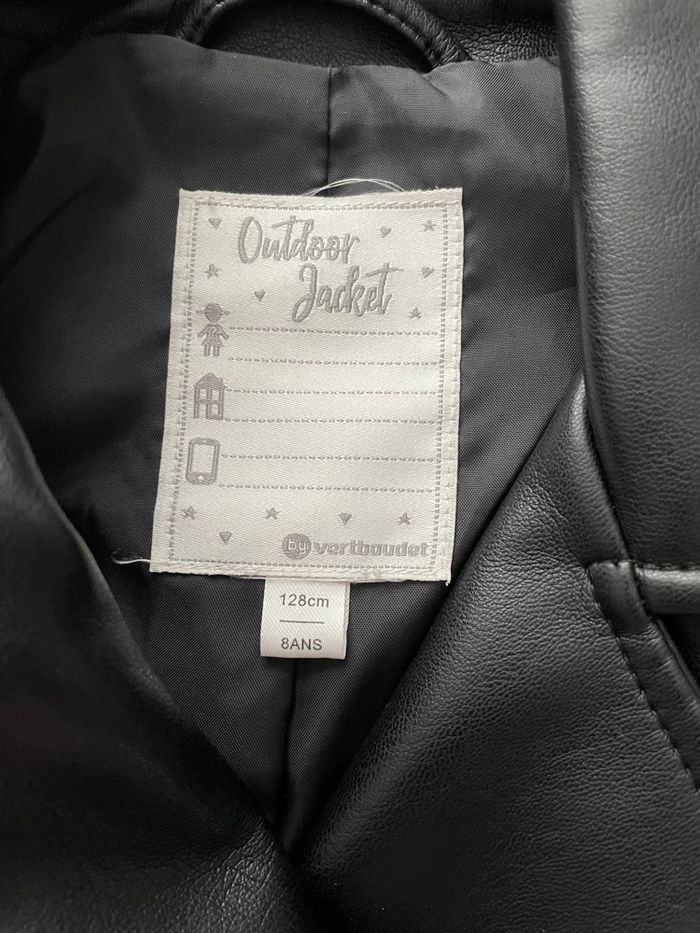 Outdoor
Jacket
by vertbaudet
128cm
8ANS